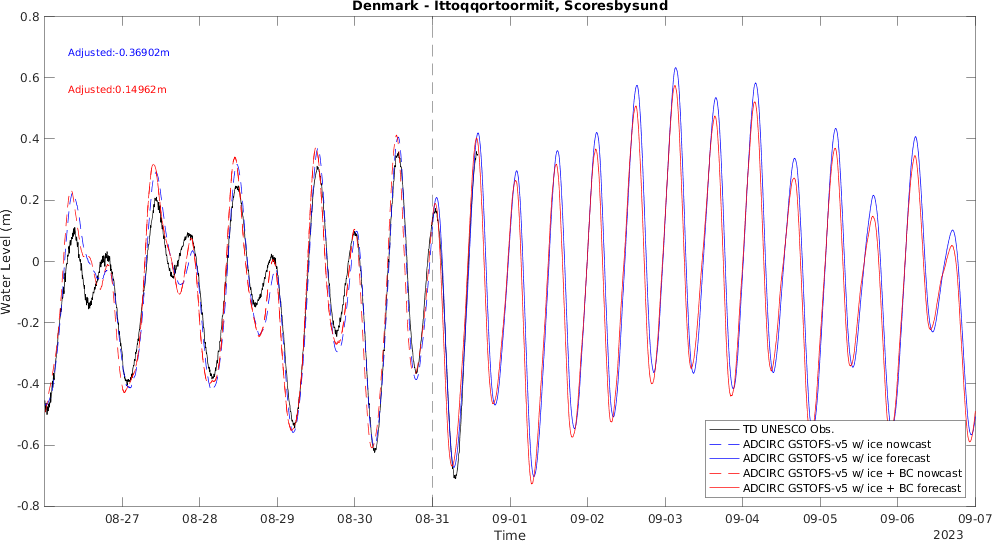 Denmark - Ittoqqortoormiit, Scoresbysund
Adjusted:-0.36902m
Adjusted:0.14962m
Water Level (m)
0.8
0.6
0.4
0.2
0
-0.2
-0.4
-0.6
-0.8
TD UNESCO Obs.
ADCIRC GSTOFS-v5 w/ ice nowcast
ADCIRC GSTOFS-v5 w/ ice forecast
ADCIRC GSTOFS-v5 w/ ice + BC nowcast
ADCIRC GSTOFS-v5 w/ ice + BC forecast
08-27 08-28 08-29 08-30 08-31 09-01 09-02 09-03 09-04 09-05 09-06 09-07
Time
2023